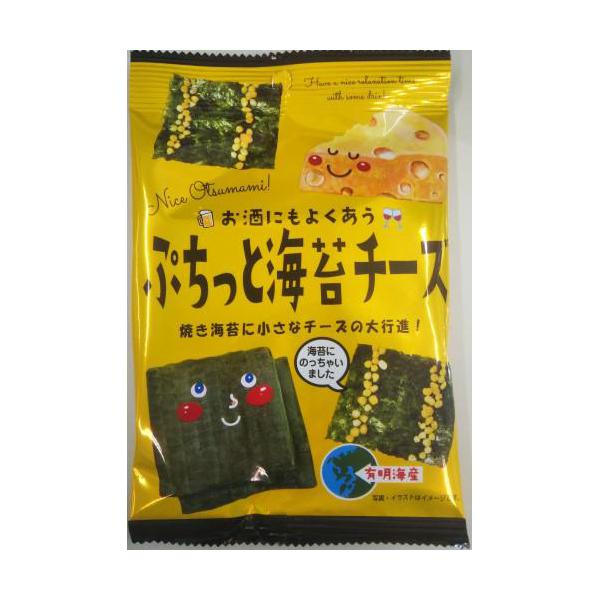 Have a nice relaxation time
with some drink!
Nice Otsumami!
お酒にもよくあう
ぷちっと海苔チーズ
焼き海苔に小さなチーズの大行進！
海苔に
のっちゃい
ました
有明海産
写真・イラストはイメージです。